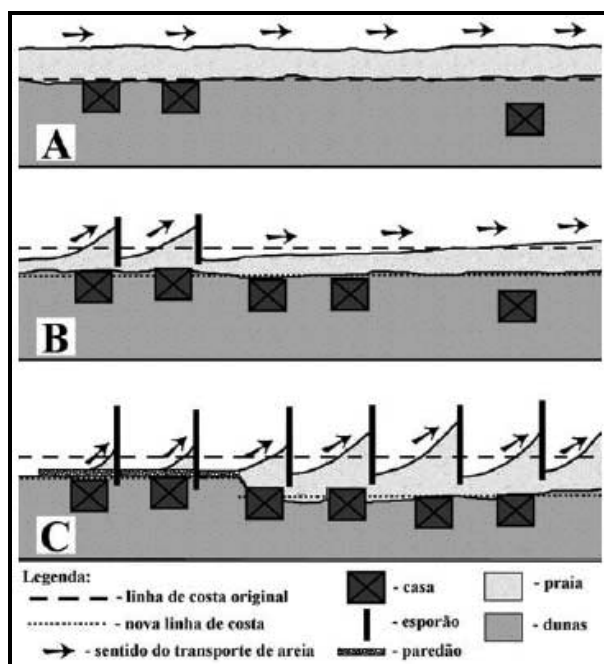 A
B
C
Legenda:
- linha de costa original
- nova linha de costa
- sentido do transporte de areia
- casa
- esporão
- paredão
- praia
- dunas